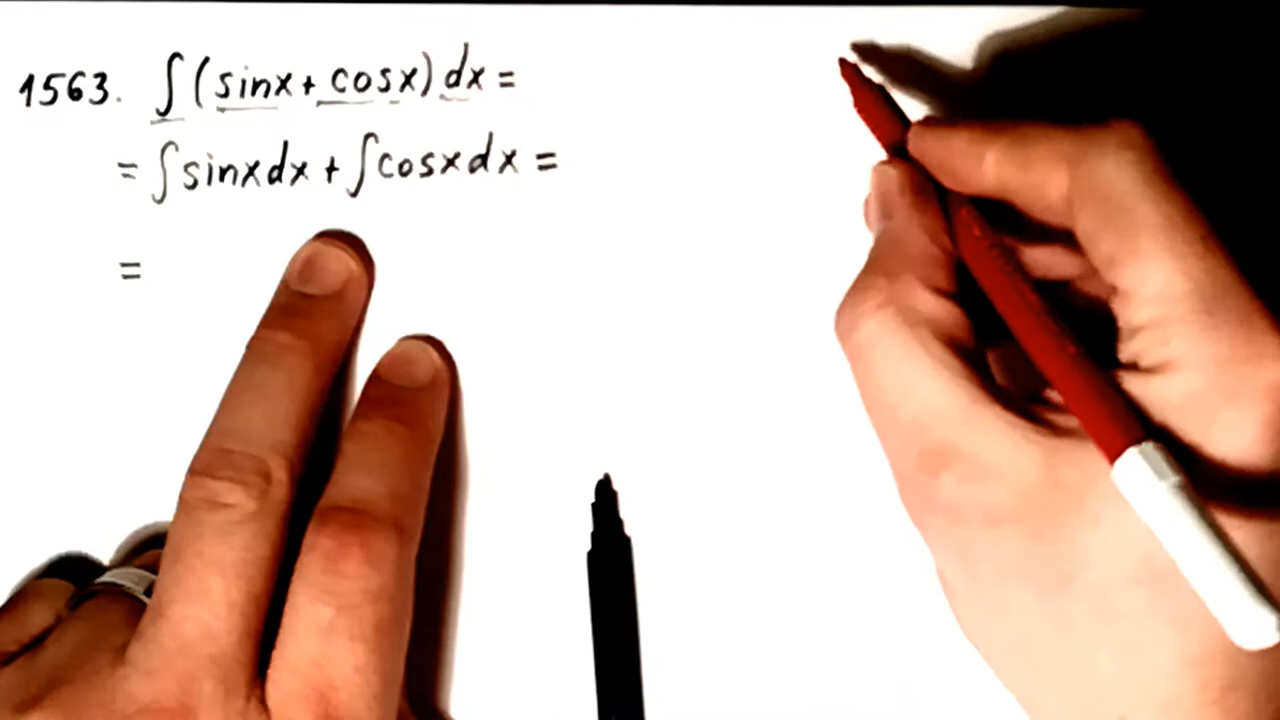 1563. ∫(sinx+cosx)dx=
=∫sinxdx+∫cosxdx=
=